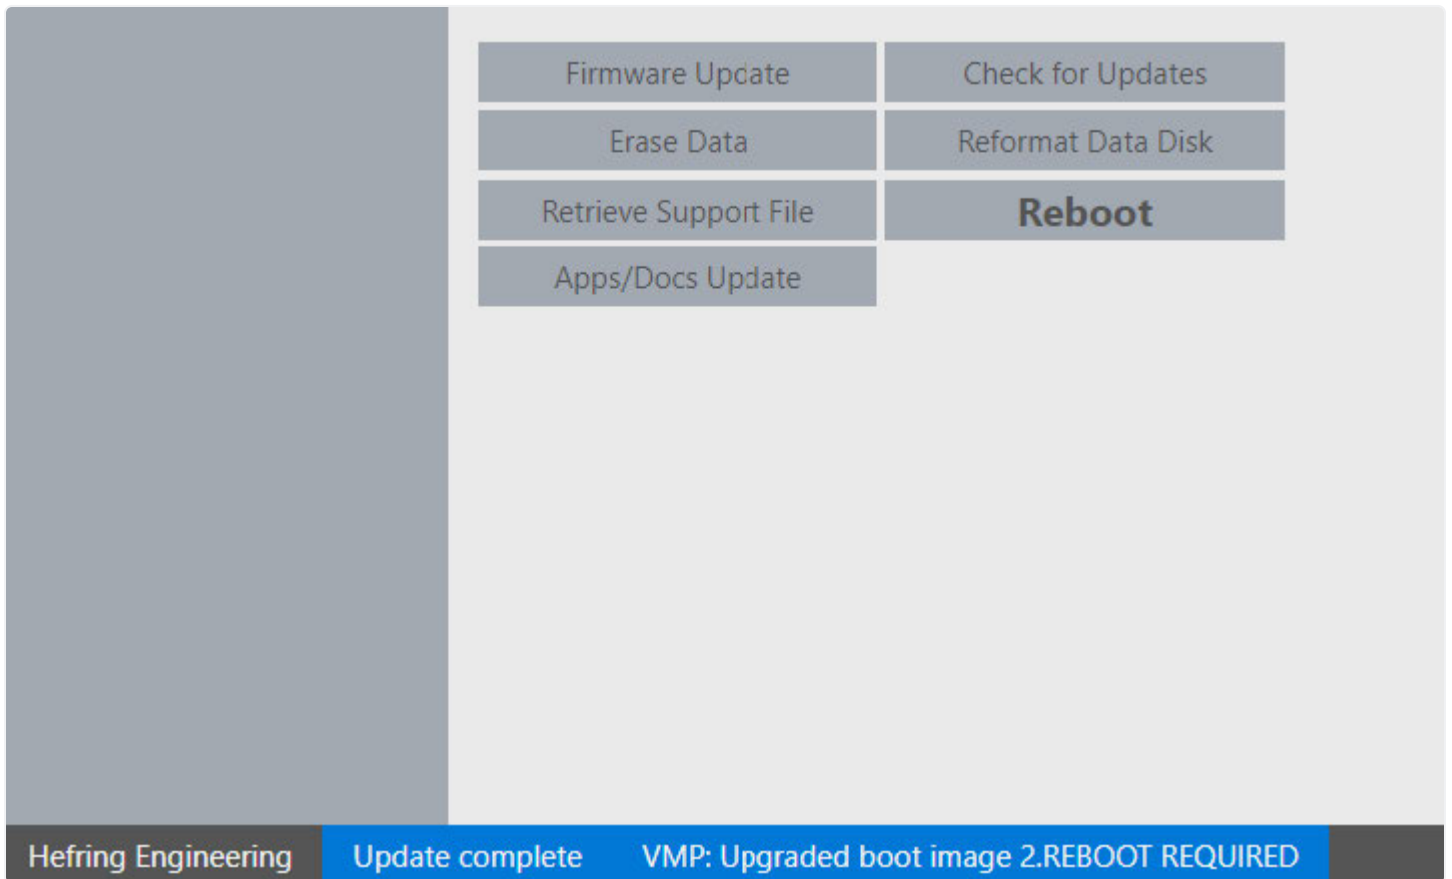 Firmware Update
Check for Updates
Erase Data
Reformat Data Disk
Retrieve Support File
Reboot
Apps/Docs Update
Hefring Engineering
Update complete
VMP: Upgraded boot image 2.REBOOT REQUIRED